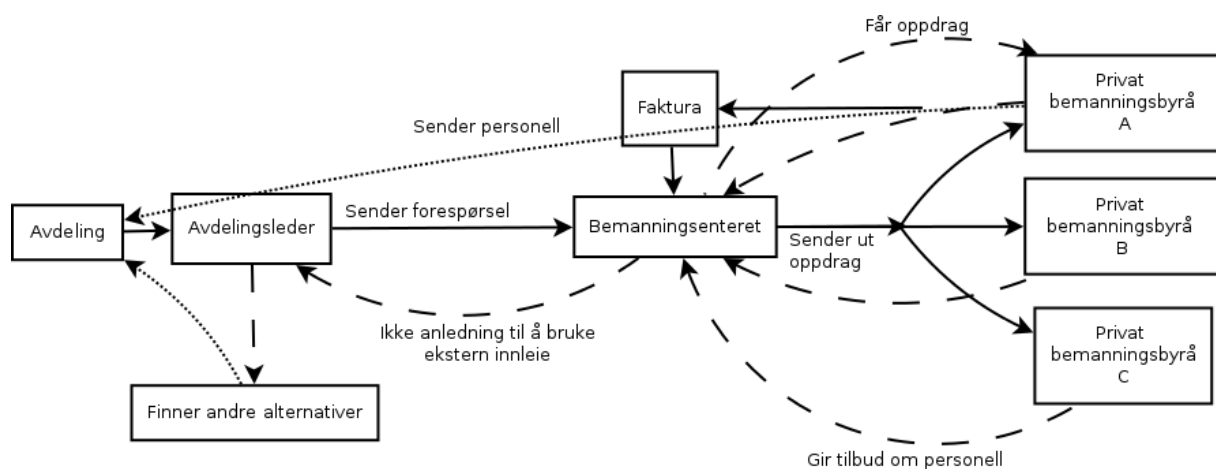 Får oppdrag
Privat
bemanningsbyrå
A
Faktura
Sender personell
Avdeling
Avdelingsleder
Sender forespørsel
Bemanningsenteret
Sender ut
oppdrag
Privat
bemanningsbyrå
B
Ikke anledning til å bruke
ekstern innleie
Privat
bemanningsbyrå
C
Finner andre alternativer
Gir tilbud om personell